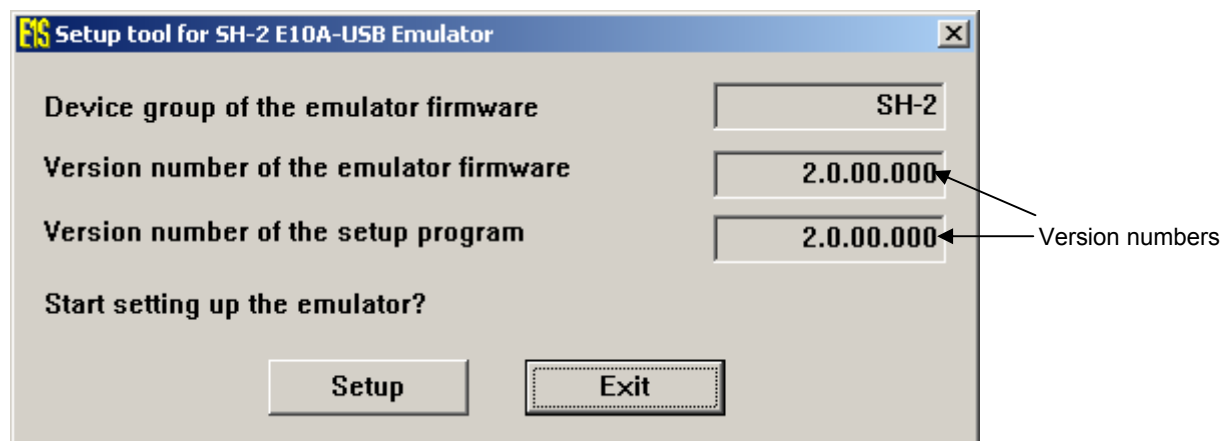 E1S Setup tool for SH-2 E10A-USB Emulator
Device group of the emulator firmware SH-2
Version number of the emulator firmware 2.0.00.000
Version number of the setup program 2.0.00.000
Version numbers
Start setting up the emulator?
Setup Exit